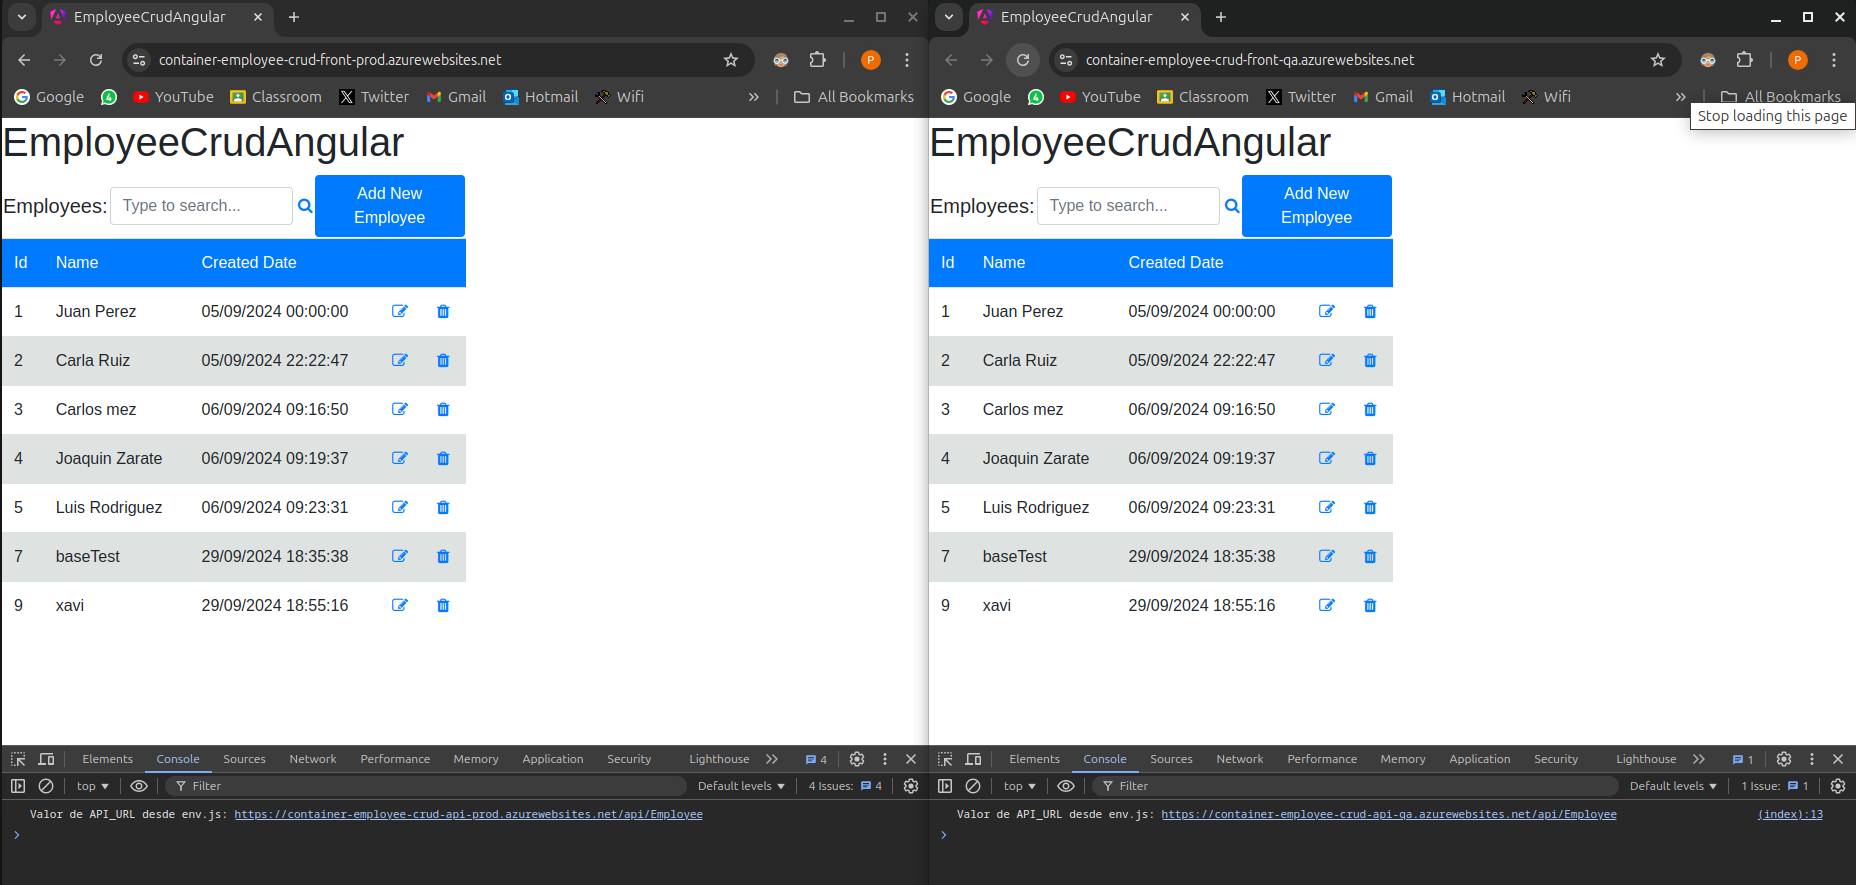 EmployeeCrudAngular
container-employee-crud-front-prod.azurewebsites.net
P
Google
4
YouTube
Classroom
Twitter
Gmail
Hotmail
Wifi
All Bookmarks
EmployeeCrudAngular
Employees:
Type to search...
Add New
Employee
Id Name Created Date
1 Juan Perez 05/09/2024 00:00:00
2 Carla Ruiz 05/09/2024 22:22:47
3 Carlos mez 06/09/2024 09:16:50
4 Joaquin Zarate 06/09/2024 09:19:37
5 Luis Rodriguez 06/09/2024 09:23:31
7 baseTest 29/09/2024 18:35:38
9 xavi 29/09/2024 18:55:16
Elements Console Sources Network Performance Memory Application Security Lighthouse 4
top Filter Default levels 4 Issues: 4
Valor de API_URL desde env.js: https://container-employee-crud-api-prod.azurewebsites.net/api/Employee
EmployeeCrudAngular
container-employee-crud-front-qa.azurewebsites.net
P
Google
4
YouTube
Classroom
Twitter
Gmail
Hotmail
Wifi
All Bookmarks
Stop loading this page
EmployeeCrudAngular
Employees:
Type to search...
Add New
Employee
Id Name Created Date
1 Juan Perez 05/09/2024 00:00:00
2 Carla Ruiz 05/09/2024 22:22:47
3 Carlos mez 06/09/2024 09:16:50
4 Joaquin Zarate 06/09/2024 09:19:37
5 Luis Rodriguez 06/09/2024 09:23:31
7 baseTest 29/09/2024 18:35:38
9 xavi 29/09/2024 18:55:16
Elements Console Sources Network Performance Memory Application Security Lighthouse 1
top Filter Default levels 1 Issue: 1
Valor de API_URL desde env.js: https://container-employee-crud-api-qa.azurewebsites.net/api/Employee (index):13